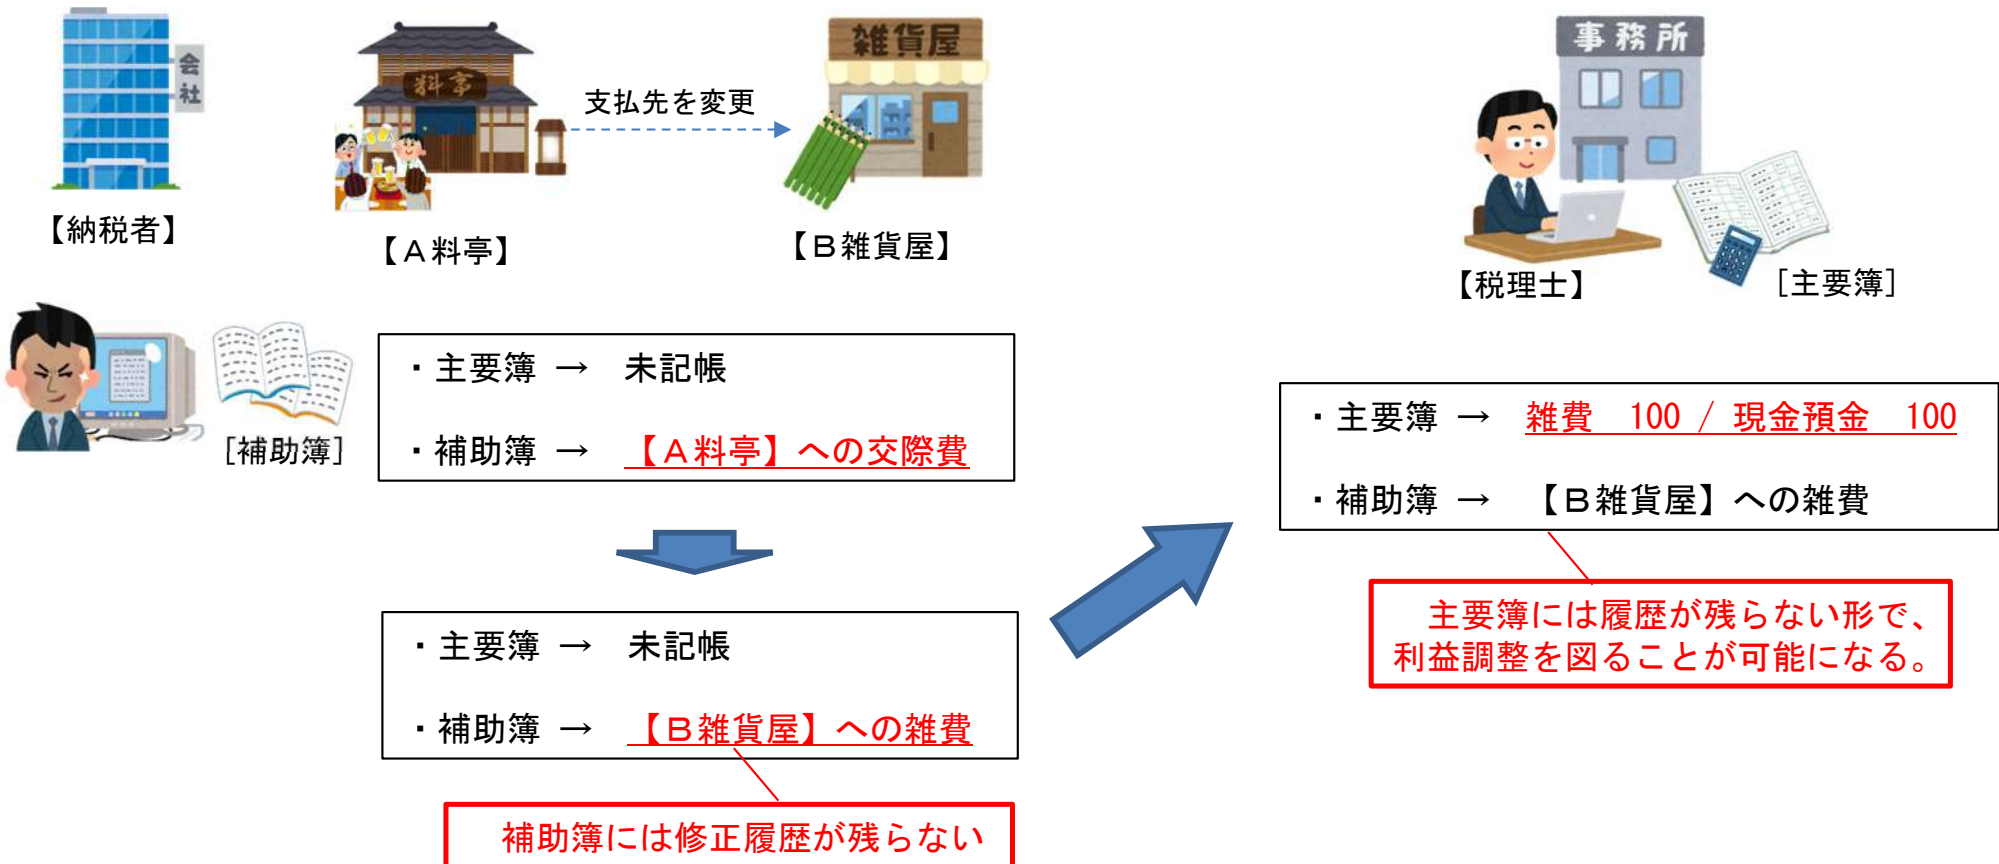 会社
料亭
支払先を変更
雑貨屋
事務所
【納税者】
【A料亭】
【B雑貨屋】
【税理士】
[主要簿]
[補助簿]
・主要簿 → 未記帳
・補助簿 → 【A料亭】への交際費
・主要簿 → 未記帳
・補助簿 → 【B雑貨屋】への雑費
補助簿には修正履歴が残らない
・主要簿 → 雑費 100 / 現金預金 100
・補助簿 → 【B雑貨屋】への雑費
主要簿には履歴が残らない形で、
利益調整を図ることが可能になる。